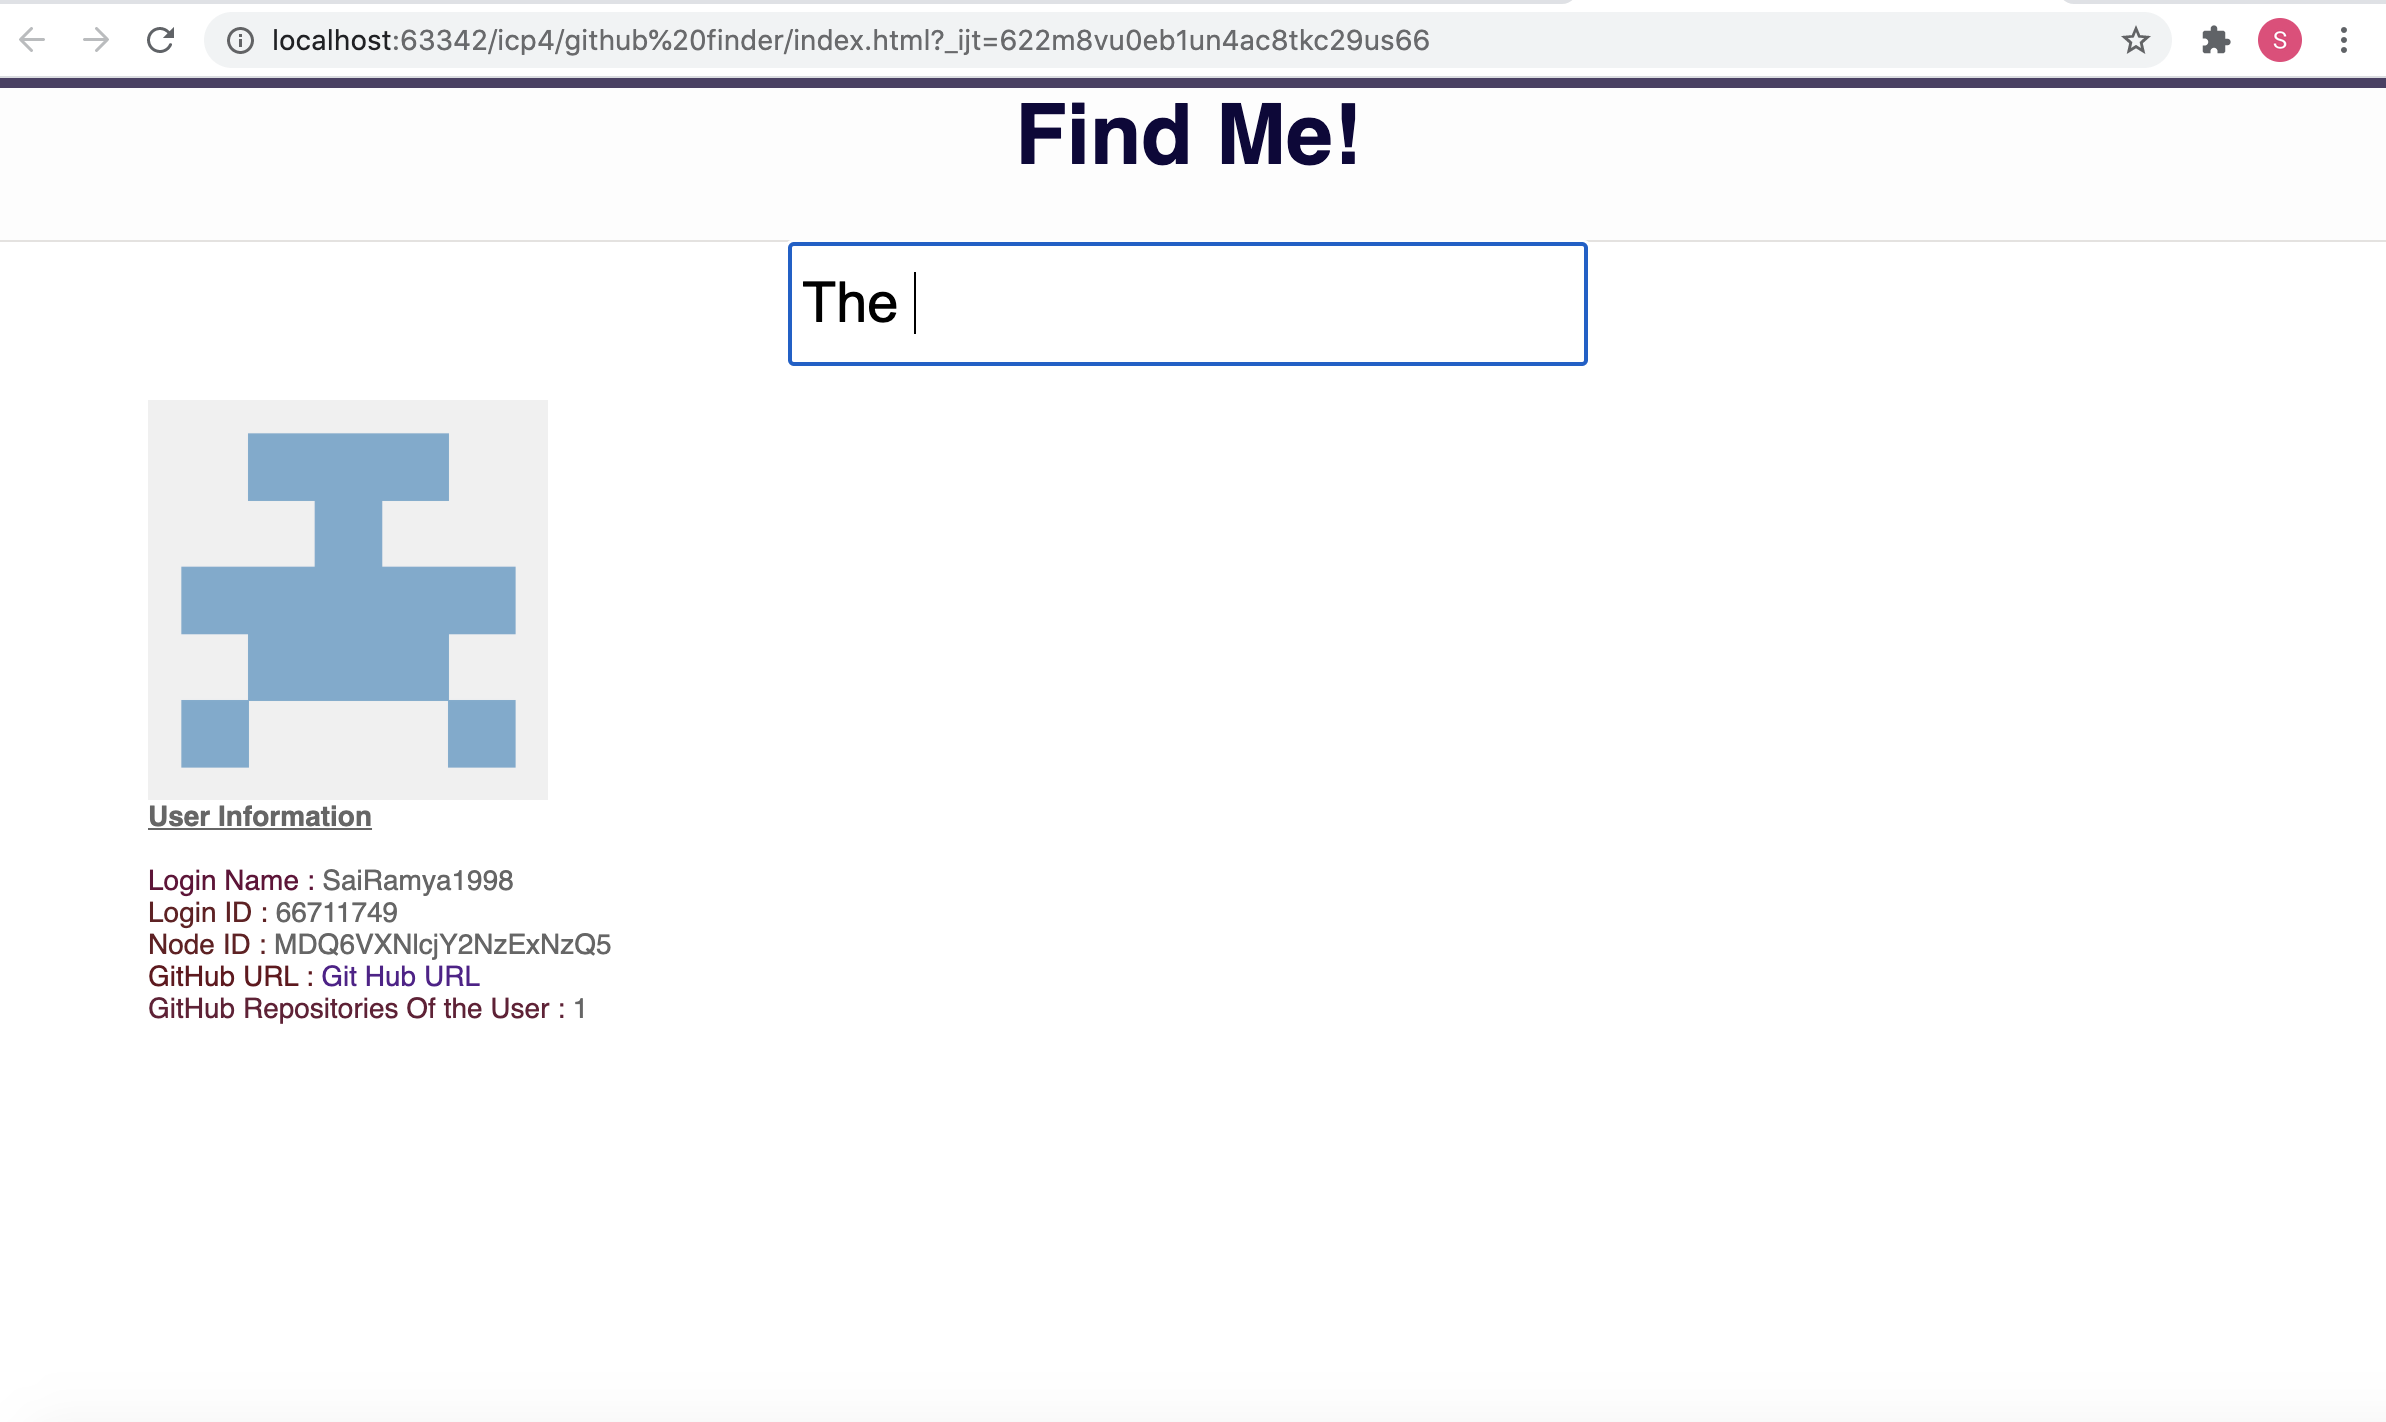 localhost:63342/icp4/github%20finder/index.html?_ijt=622m8vu0eb1un4ac8tkc29us66
S
Find Me!
The
User Information
Login Name : SaiRamya1998
Login ID : 66711749
Node ID : MDQ6VXNlcjY2NzExNzQ5
GitHub URL : Git Hub URL
GitHub Repositories Of the User : 1